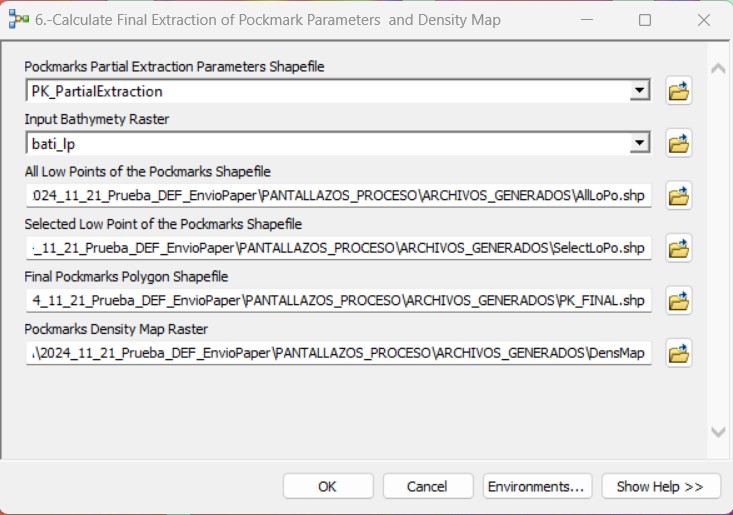 6.-Calculate Final Extraction of Pockmark Parameters and Density Map
Pockmarks Partial Extraction Parameters Shapefile
PK_PartialExtraction
Input Bathymety Raster
bati_lp
All Low Points of the Pockmarks Shapefile
024_11_21_Prueba_DEF_EnvioPaper\PANTALLAZOS_PROCESO\ARCHIVOS_GENERADOS\AllLoPo.shp
Selected Low Point of the Pockmarks Shapefile
_11_21_Prueba_DEF_EnvioPaper\PANTALLAZOS_PROCESO\ARCHIVOS_GENERADOS\SelectLoPo.shp
Final Pockmarks Polygon Shapefile
4_11_21_Prueba_DEF_EnvioPaper\PANTALLAZOS_PROCESO\ARCHIVOS_GENERADOS\PK_FINAL.shp
Pockmarks Density Map Raster
\2024_11_21_Prueba_DEF_EnvioPaper\PANTALLAZOS_PROCESO\ARCHIVOS_GENERADOS\DensMap
OK Cancel Environments... Show Help >>